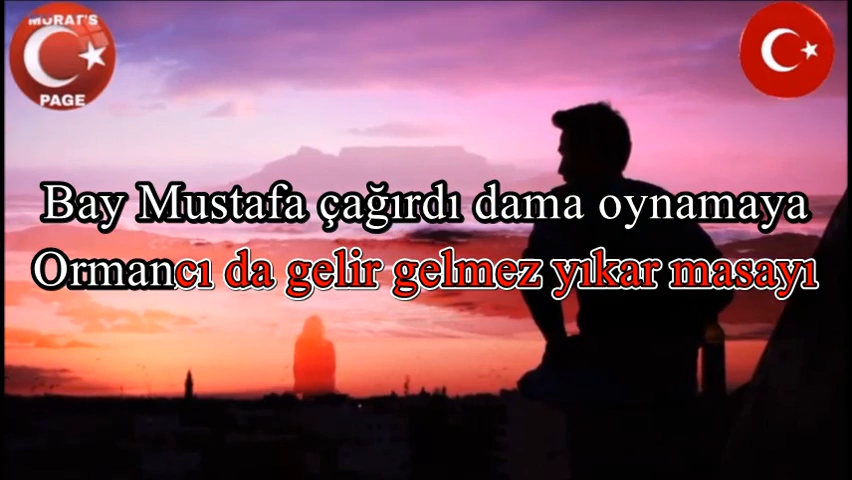 MURAT'S
PAGE
Bay Mustafa çağırdı dama oynamaya
Ormancı da gelir gelmez yıkar masayı